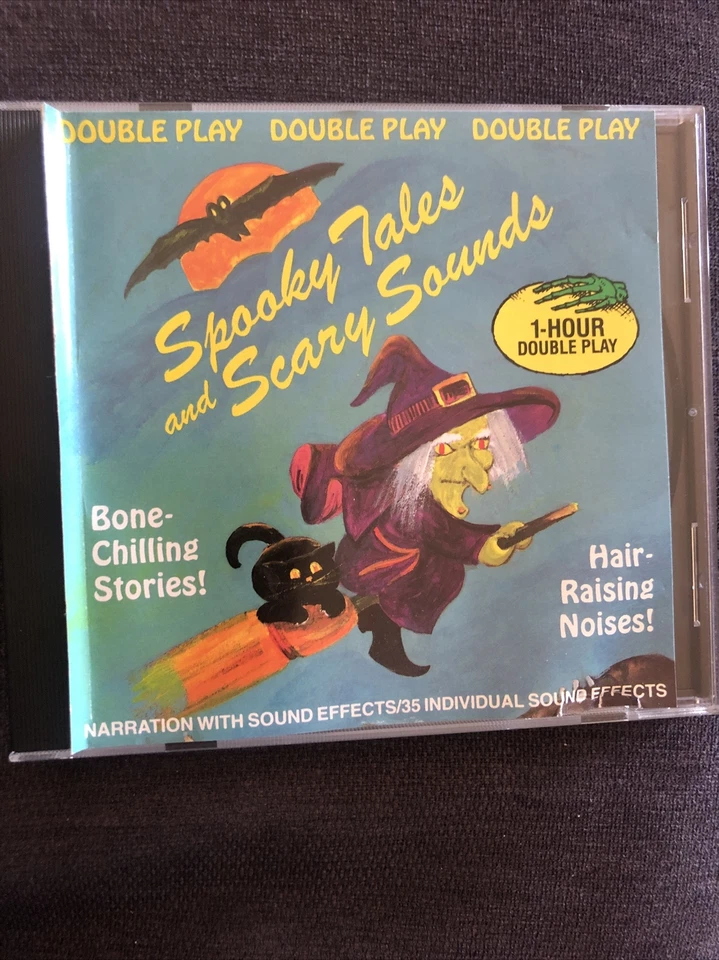 DOUBLE PLAY DOUBLE PLAY DOUBLE PLAY
Spooky Tales
and Scary Sounds
1-HOUR
DOUBLE PLAY
Bone-
Chilling
Stories!
Hair-
Raising
Noises!
NARRATION WITH SOUND EFFECTS/35 INDIVIDUAL SOUND EFFECTS